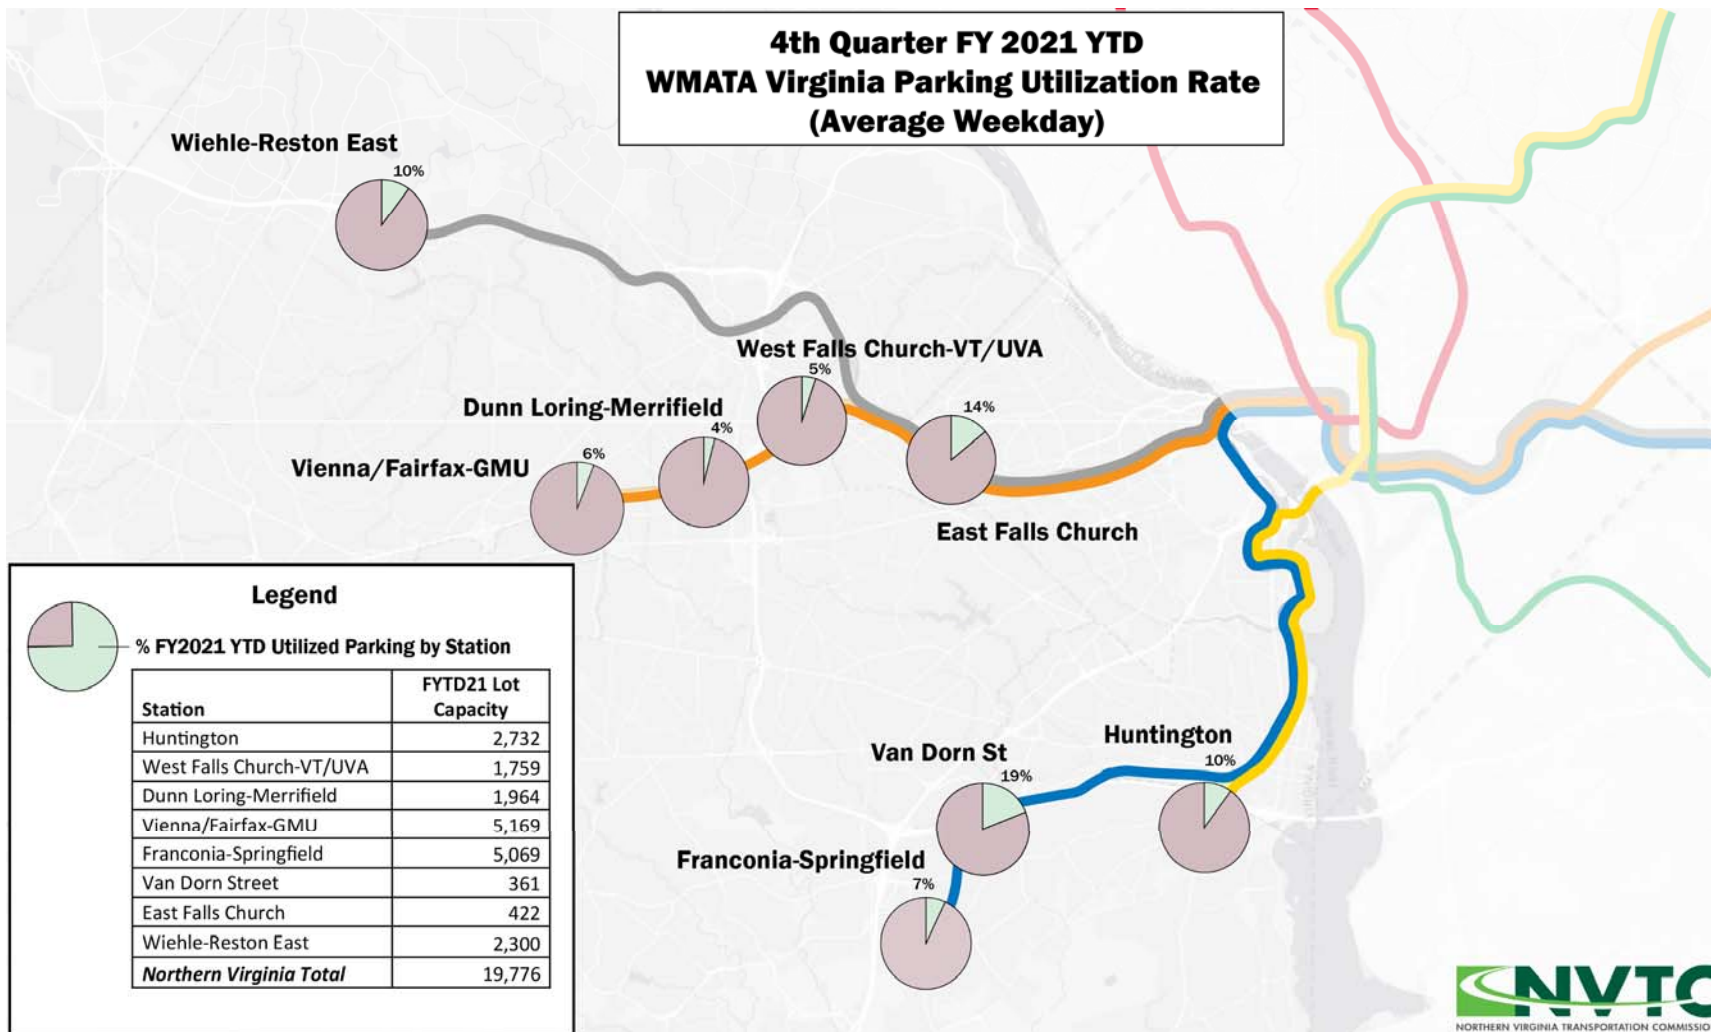 4th Quarter FY 2021 YTD
WMATA Virginia Parking Utilization Rate
(Average Weekday)
Wiehle-Reston East
10%
West Falls Church-VT/UVA
5%
Dunn Loring-Merrifield
4%
14%
Vienna/Fairfax-GMU
6%
East Falls Church
VIRGINIA
Legend
% FY2021 YTD Utilized Parking by Station
Station FYTD21 Lot Capacity
Huntington 2,732
West Falls Church-VT/UVA 1,759
Dunn Loring-Merrifield 1,964
Vienna/Fairfax-GMU 5,169
Franconia-Springfield 5,069
Van Dorn Street 361
East Falls Church 422
Wiehle-Reston East 2,300
Northern Virginia Total 19,776
Huntington
10%
Van Dorn St
19%
VIRGINIA
Franconia-Springfield
7%
NVTC
NORTHERN VIRGINIA TRANSPORTATION COMMISSIO